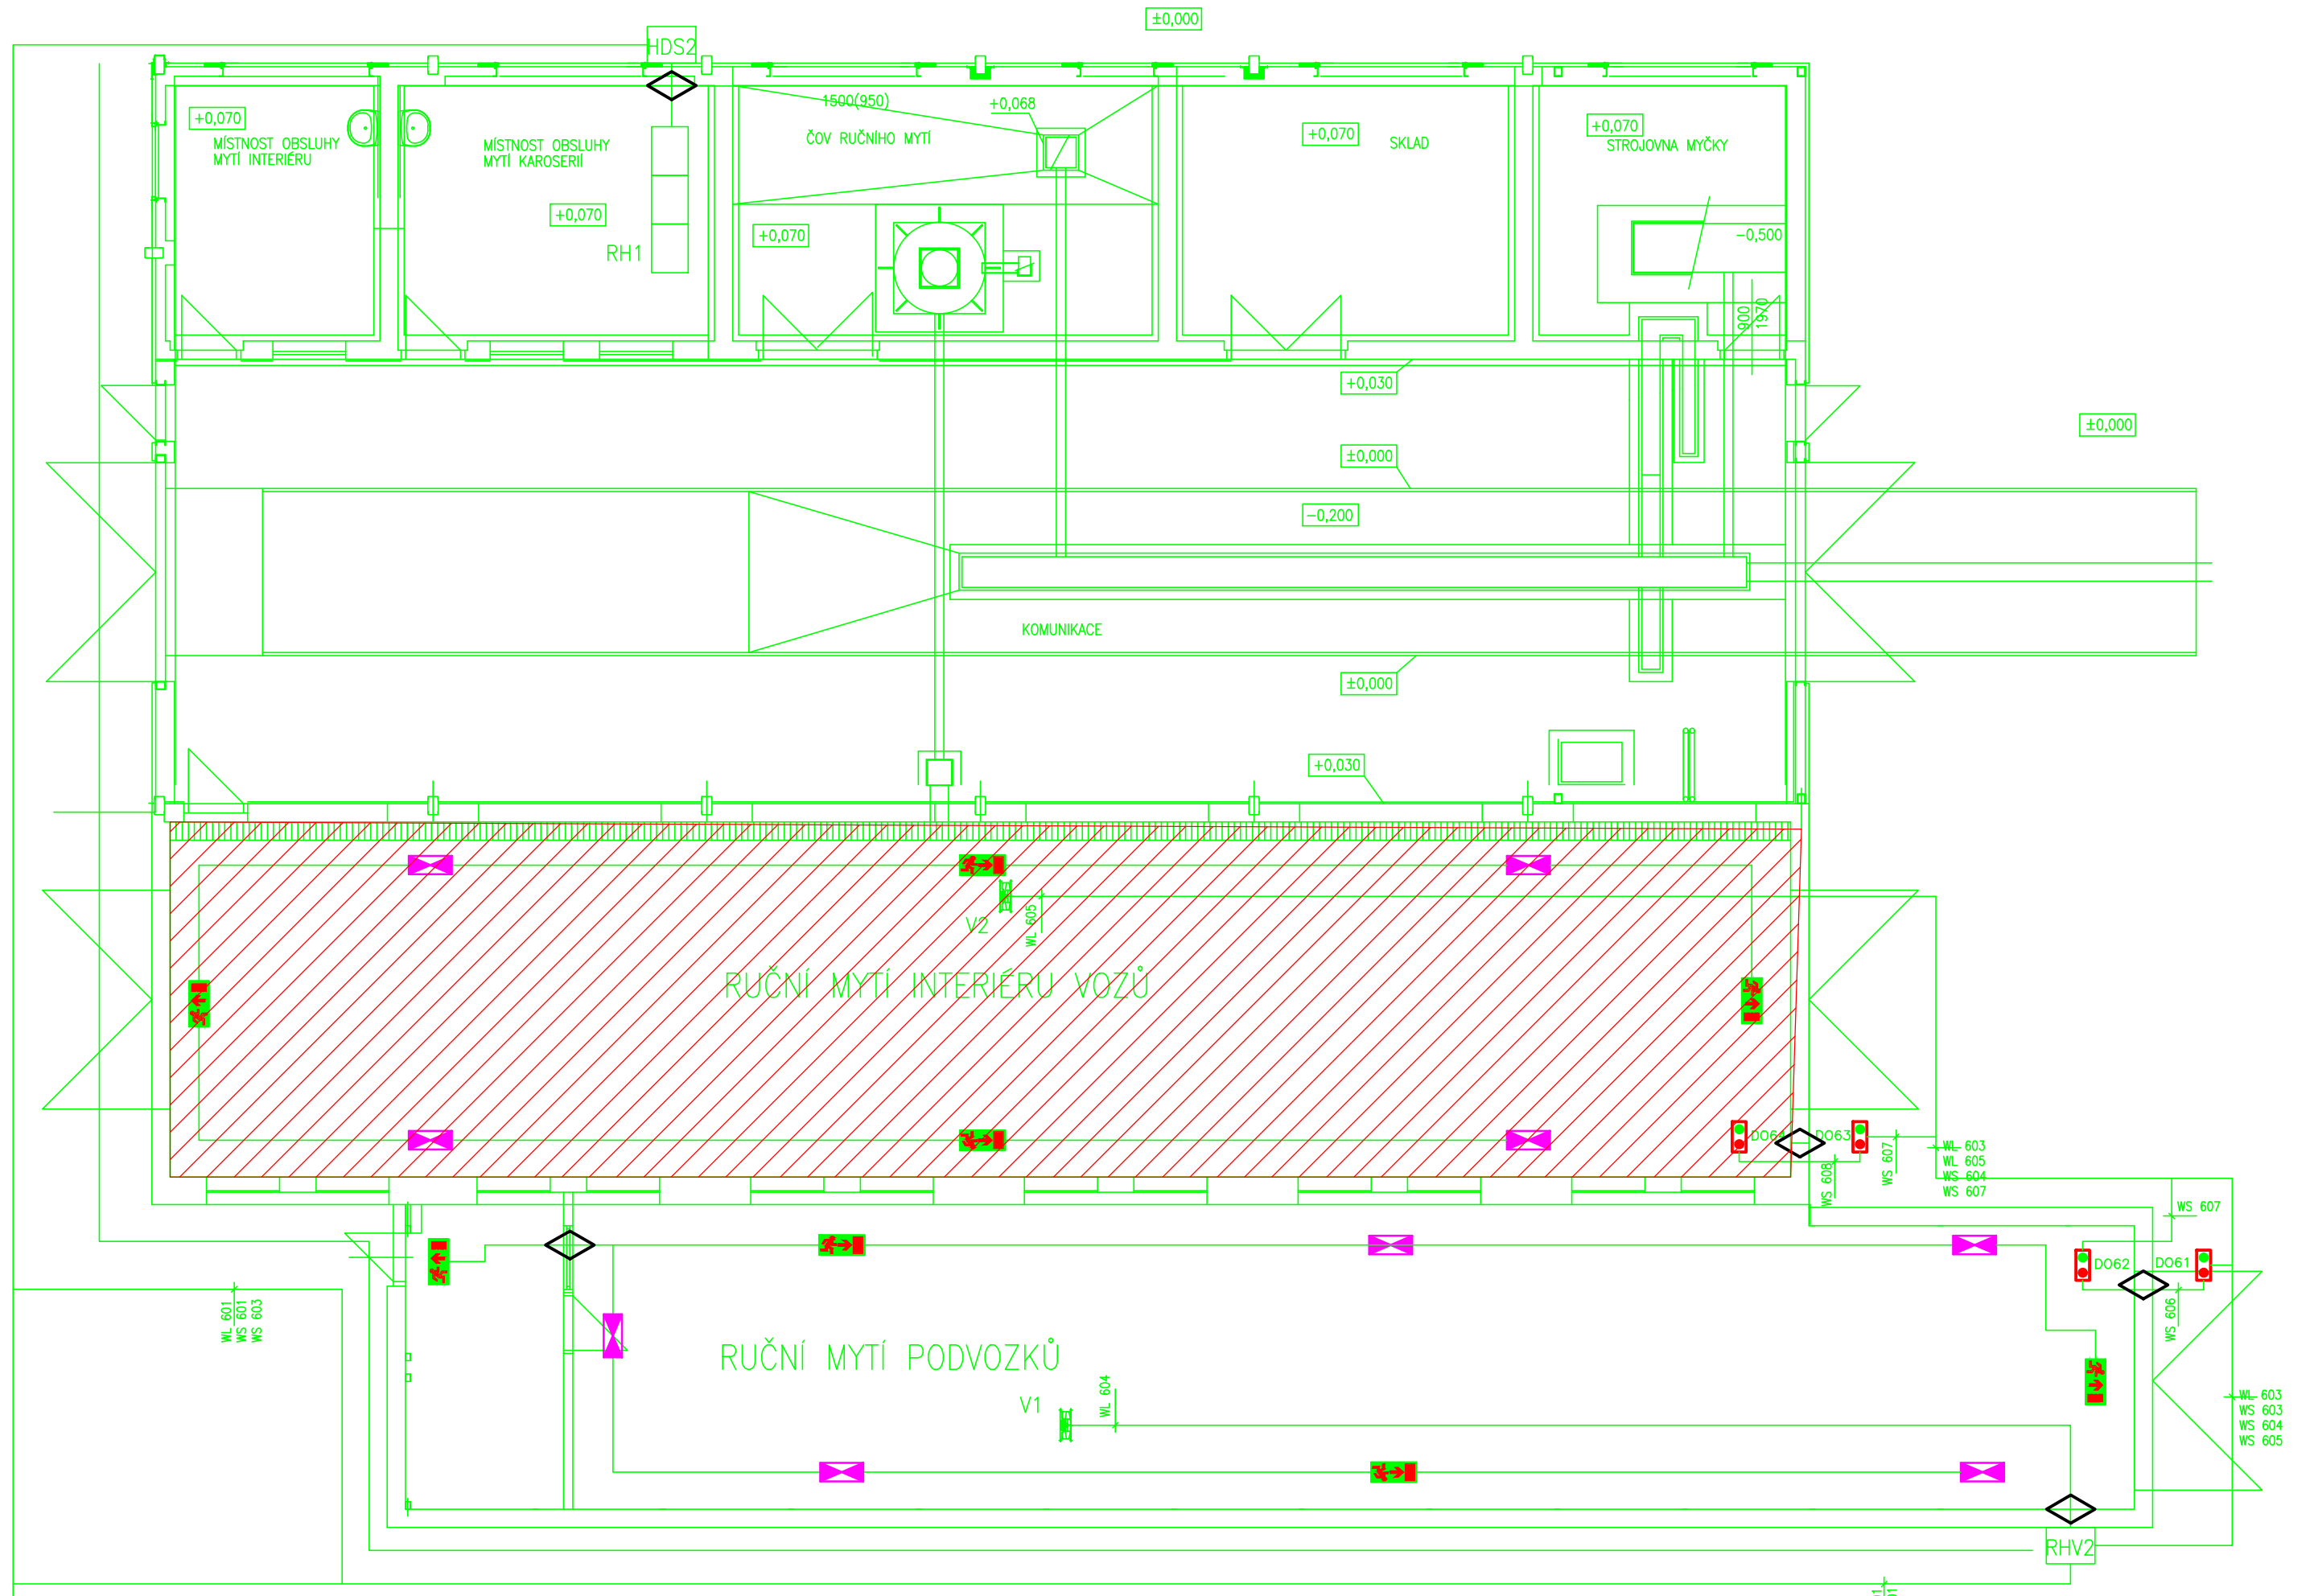 ±0,000
HDS2
+0,070
MÍSTNOST OBSLUHY
MYTÍ INTERIÉRU
MÍSTNOST OBSLUHY
MYTÍ KAROSERIÍ
+0,070
RH1
1500(950)
+0,068
ČOV RUČNÍHO MYTÍ
+0,070
+0,070
SKLAD
+0,070
STROJOVNA MYČKY
-0,500
900
1970
+0,030
±0,000
±0,000
-0,200
KOMUNIKACE
±0,000
+0,030
V2
WL 605
RUČNÍ MYTÍ INTERIÉRU VOZŮ
DO63
WS 608
WS 607
WL 603
WL 605
WS 604
WS 607
WS 607
DO62
DO61
WS 606
WL 601
WS 601
WS 603
RUČNÍ MYTÍ PODVOZKŮ
V1
WL 604
WL 603
WS 603
WS 604
WS 605
RHV2